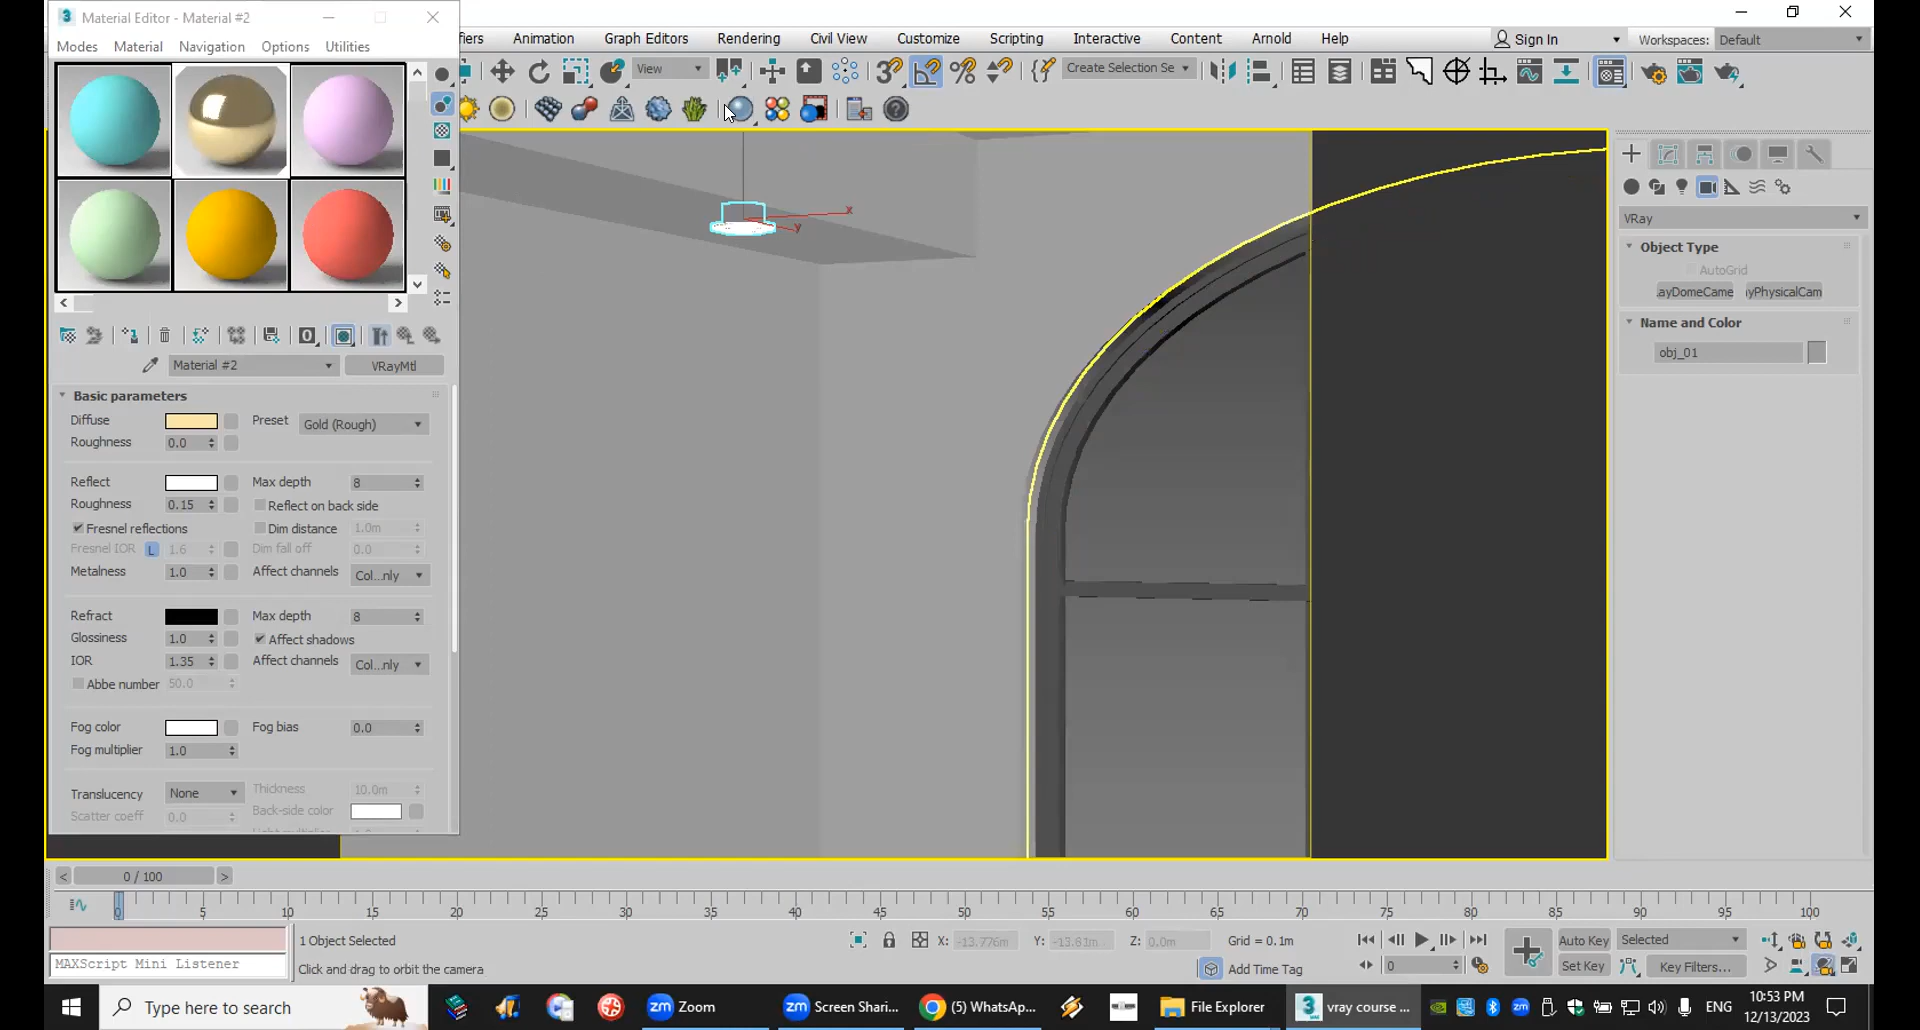 Material Editor - Material #2
Modes Material Navigation Options Utilities
fiers Animation Graph Editors Rendering Civil View Customize Scripting Interactive Content Arnold Help
Sign In Workspaces: Default
View
Create Selection Se
x
y
Material #2 VRayMtl
Basic parameters
Diffuse Preset Gold (Rough)
Roughness 0.0
Reflect Max depth 8
Roughness 0.15 Reflect on back side
Fresnel reflections Dim distance 1.0m
Fresnel IOR L 1.6 Dim fall off 0.0
Metalness 1.0 Affect channels Col...nly
Refract Max depth 8
Glossiness 1.0 Affect shadows
IOR 1.35 Affect channels Col...nly
Abbe number 50.0
Fog color Fog bias 0.0
Fog multiplier 1.0
Translucency None Thickness 10.0m
Scatter coeff 0.0 Back-side color
VRay
Object Type
AutoGrid
ayDomeCame yPhysicalCam
Name and Color
obj_01
< 0 / 100 >
0 5 10 15 20 25 30 35 40 45 50 55 60 65 70 75 80 85 90 95 100
1 Object Selected X: -13.776m Y: -13.61m Z: 0.0m Grid = 0.1m
Auto Key Selected
MAXScript Mini Listener Click and drag to orbit the camera
Add Time Tag 0 Set Key Key Filters...
Type here to search
zm Zoom zm Screen Shari... (5) WhatsAp... File Explorer 3 vray course ...
zm ENG 10:53 PM
12/13/2023